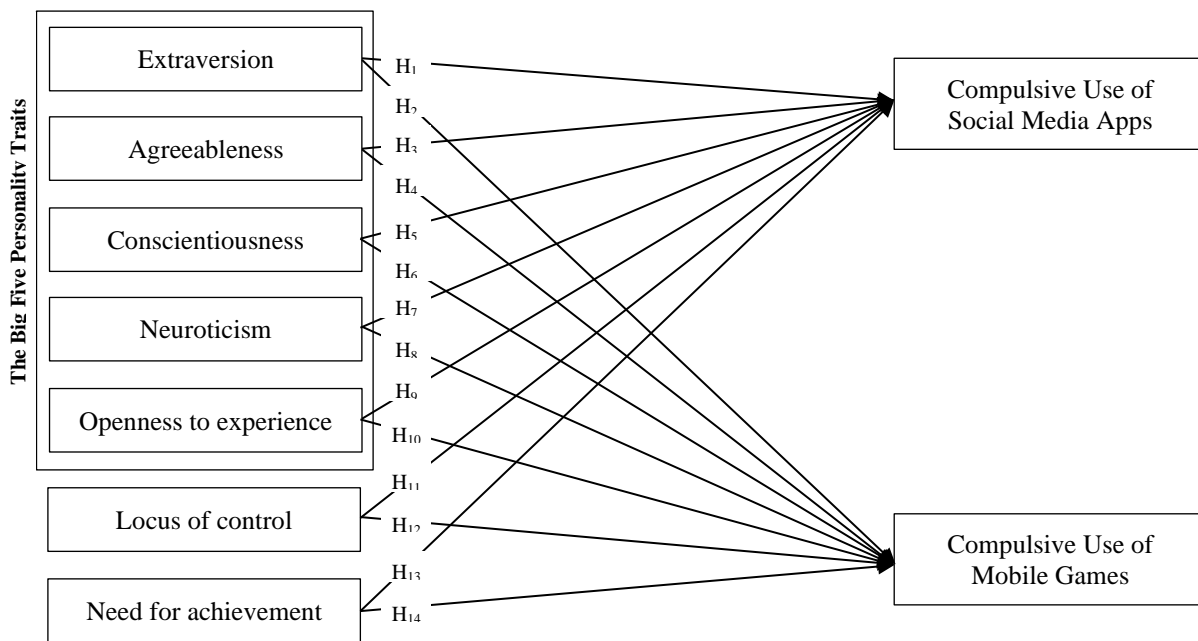 The Big Five Personality Traits
Extraversion
Agreeableness
Conscientiousness
Neuroticism
Openness to experience
Locus of control
Need for achievement
H1
H2
H3
H4
H5
H6
H7
H8
H9
H10
H11
H12
H13
H14
Compulsive Use of
Social Media Apps
Compulsive Use of
Mobile Games